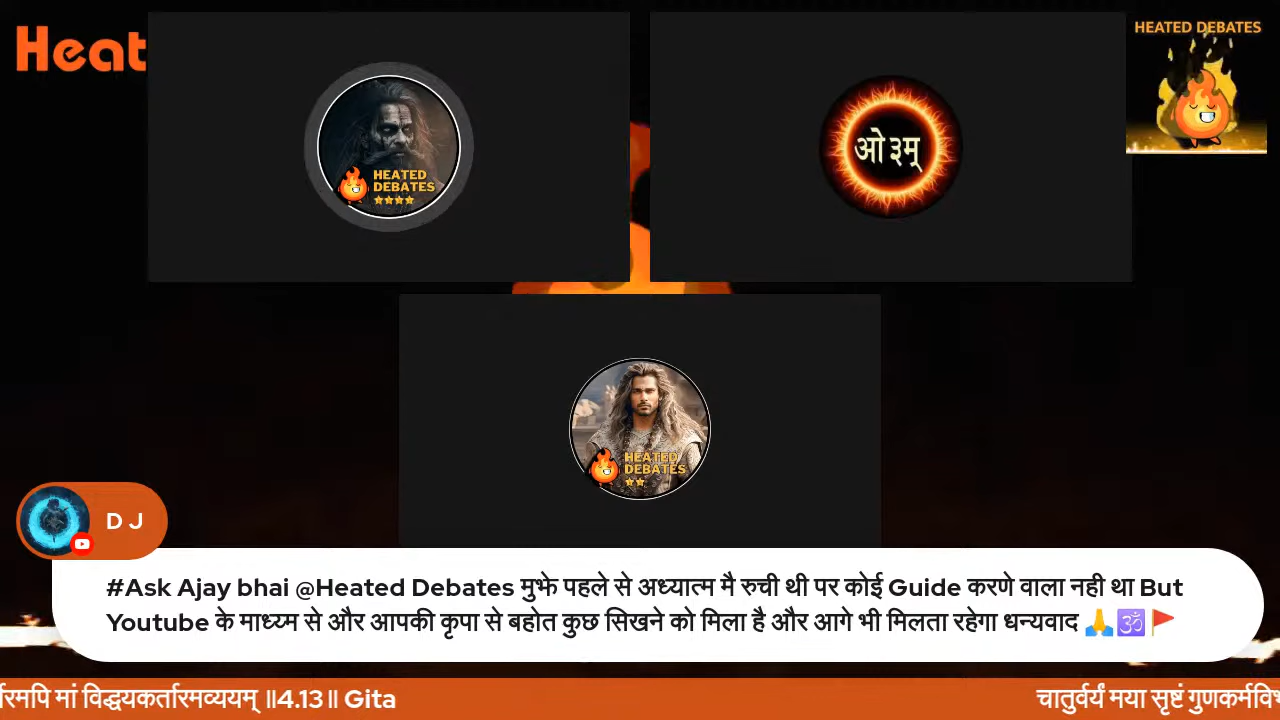 Heat
HEATED DEBATES
HEATED
DEBATES
ओ३म्
HEATED
DEBATES
D J
#Ask Ajay bhai @Heated Debates मुझे पहले से अध्यात्म मै रुची थी पर कोई Guide करणे वाला नही था But
Youtube के माध्यम से और आपकी कृपा से बहोत कुछ सिखने को मिला है और आगे भी मिलता रहेगा धन्यवाद 🙏🕉️🚩
र्तारमपि मां विद्धयकर्तारमव्ययम् ॥4.13॥ Gita
चातुर्वर्यं मया सृष्टं गुणकर्मविभ